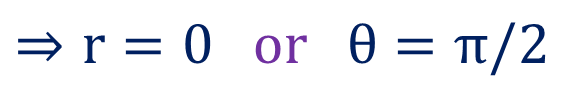 ⇒ r = 0 or θ = π/2